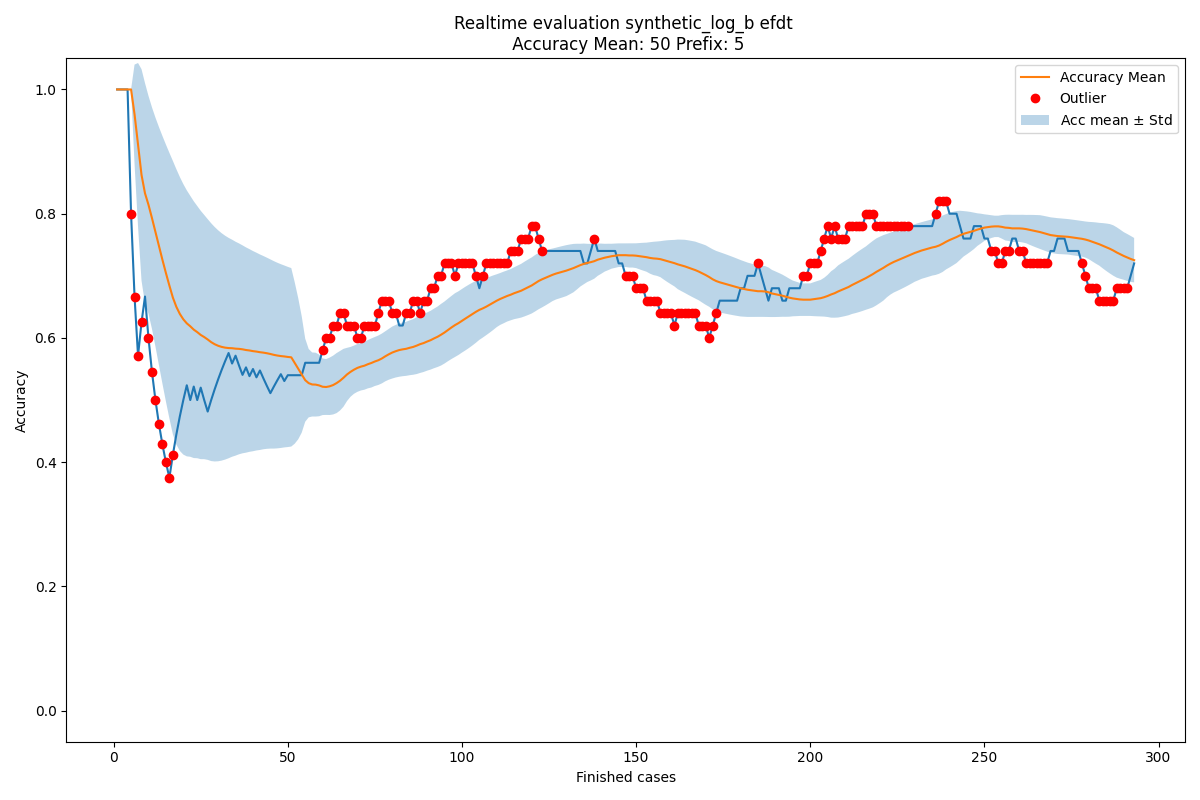 Realtime evaluation synthetic_log_b efdt
Accuracy Mean: 50 Prefix: 5
Accuracy Mean
Outlier
Acc mean ± Std
Accuracy
1.0
0.8
0.6
0.4
0.2
0.0
0
50
100
150
200
250
300
Finished cases